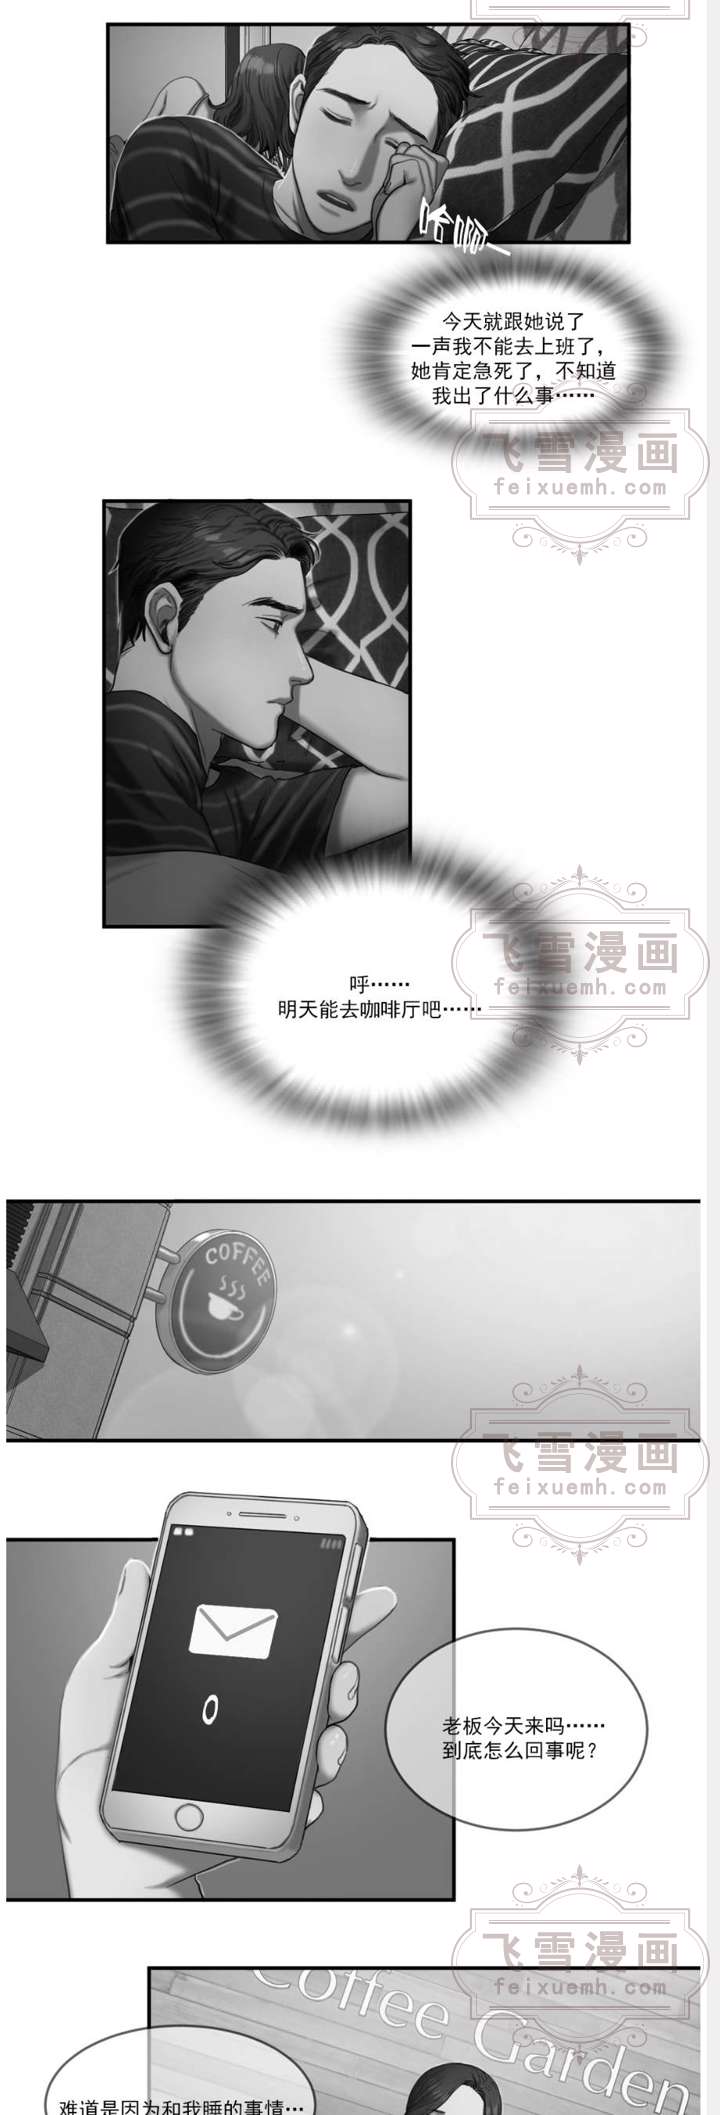 哈啊—
今天就跟她说了
一声我不能去上班了，
她肯定急死了，不知道
我出了什么事……
飞雪漫画
feixuemh.com
飞雪漫画
feixuemh.com
呼……
明天能去咖啡厅吧……
COFFEE
飞雪漫画
feixuemh.com
0
老板今天来吗……
到底怎么回事呢？
飞雪漫画
feixuemh.com
Coffee Garden
难道是因为和我睡的事情…